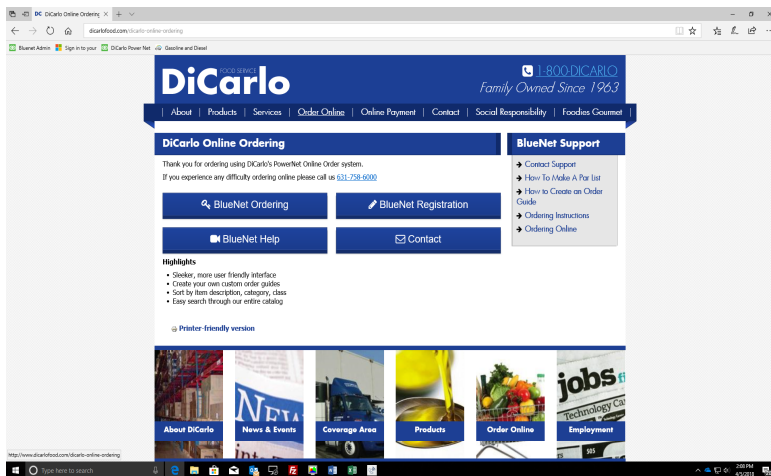 DC DiCarlo Online Ordering
dicarlofood.com/dicarlo-online-ordering
Bluenet Admin Sign in to your DiCarlo Power Net Gasoline and Diesel
FOOD SERVICE
DiCarlo
1-800-DICARLO
Family Owned Since 1963
| About | Products | Services | Order Online | Online Payment | Contact | Social Responsibility | Foodies Gourmet |
DiCarlo Online Ordering
Thank you for ordering using DiCarlo's PowerNet Online Order system.
If you experience any difficulty ordering online please call us 631-758-6000
BlueNet Ordering
BlueNet Registration
BlueNet Help
Contact
Highlights
• Sleeker, more user friendly interface
• Create your own custom order guides
• Sort by item description, category, class
• Easy search through our entire catalog
Printer-friendly version
BlueNet Support
Contact Support
How To Make A Par List
How to Create an Order
Guide
Ordering Instructions
Ordering Online
jobs
Technology
505
About DiCarlo
News & Events
Coverage Area
Products
Order Online
Employment
http://www.dicarlofood.com/dicarlo-online-ordering
Type here to search
2:08 PM
4/5/2018